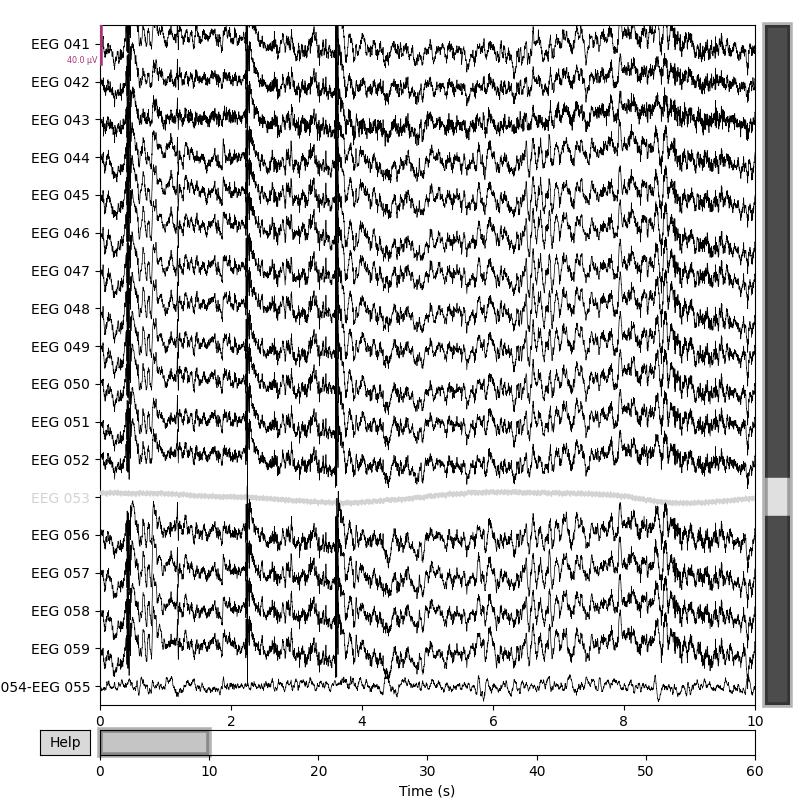 EEG 041
40.0 µV
EEG 042
EEG 043
EEG 044
EEG 045
EEG 046
EEG 047
EEG 048
EEG 049
EEG 050
EEG 051
EEG 052
EEG 053
EEG 056
EEG 057
EEG 058
EEG 059
054-EEG 055
0 2 4 6 8 10
Help
0 10 20 30 40 50 60
Time (s)